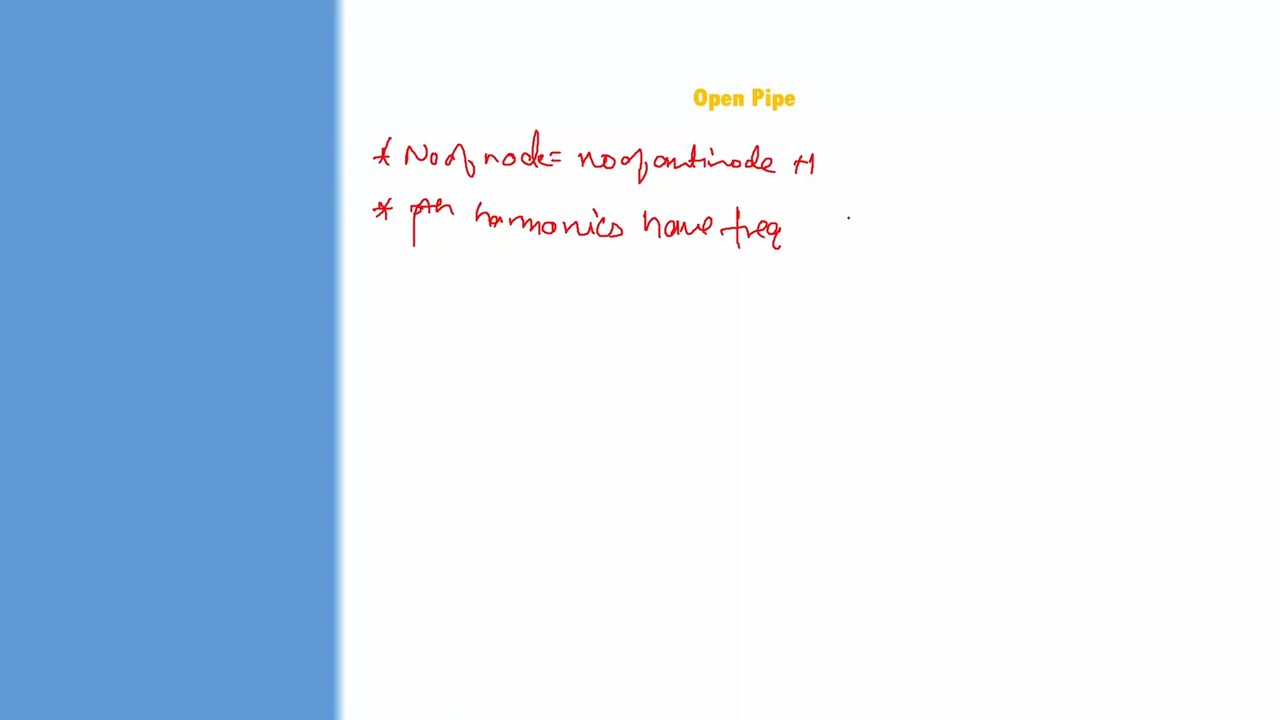 Open Pipe
* No of node = no of antinode +1
* pth harmonics have freq